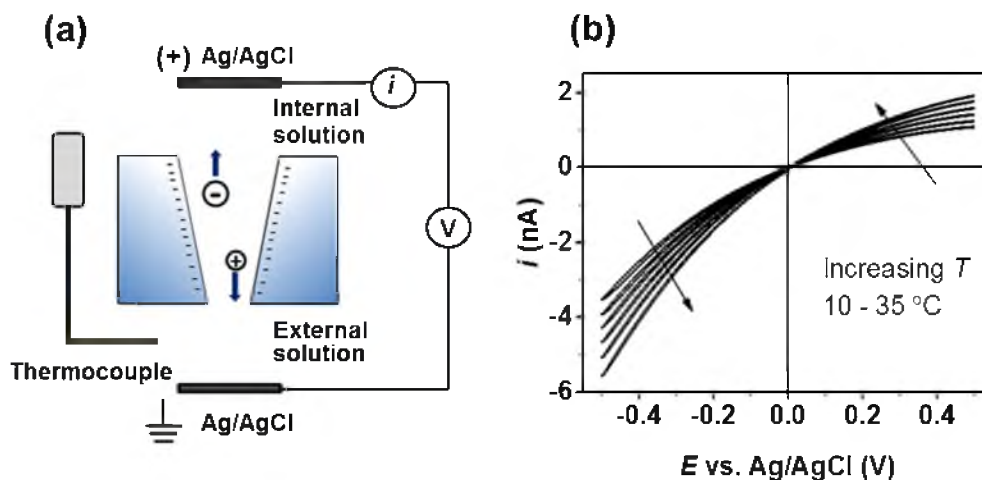 (a)
(+) Ag/AgCl
i
Internal
solution
-
V
+
External
solution
Thermocouple
Ag/AgCl
(b)
2
0
-2
-4
-6
i (nA)
Increasing T
10 - 35 °C
-0.4 -0.2 0.0 0.2 0.4
E vs. Ag/AgCl (V)